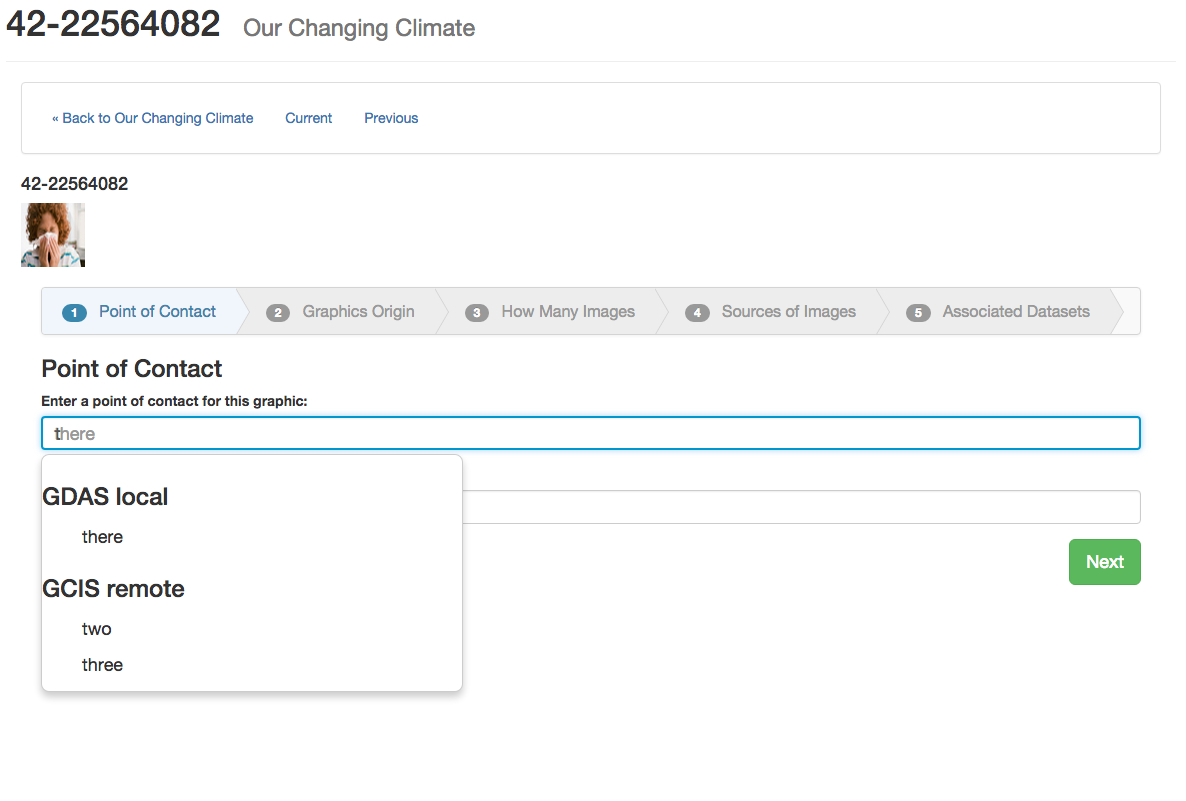 42-22564082 Our Changing Climate
« Back to Our Changing Climate Current Previous
42-22564082
1 Point of Contact 2 Graphics Origin 3 How Many Images 4 Sources of Images 5 Associated Datasets
Point of Contact
Enter a point of contact for this graphic:
there
GDAS local
there
Next
GCIS remote
two
three